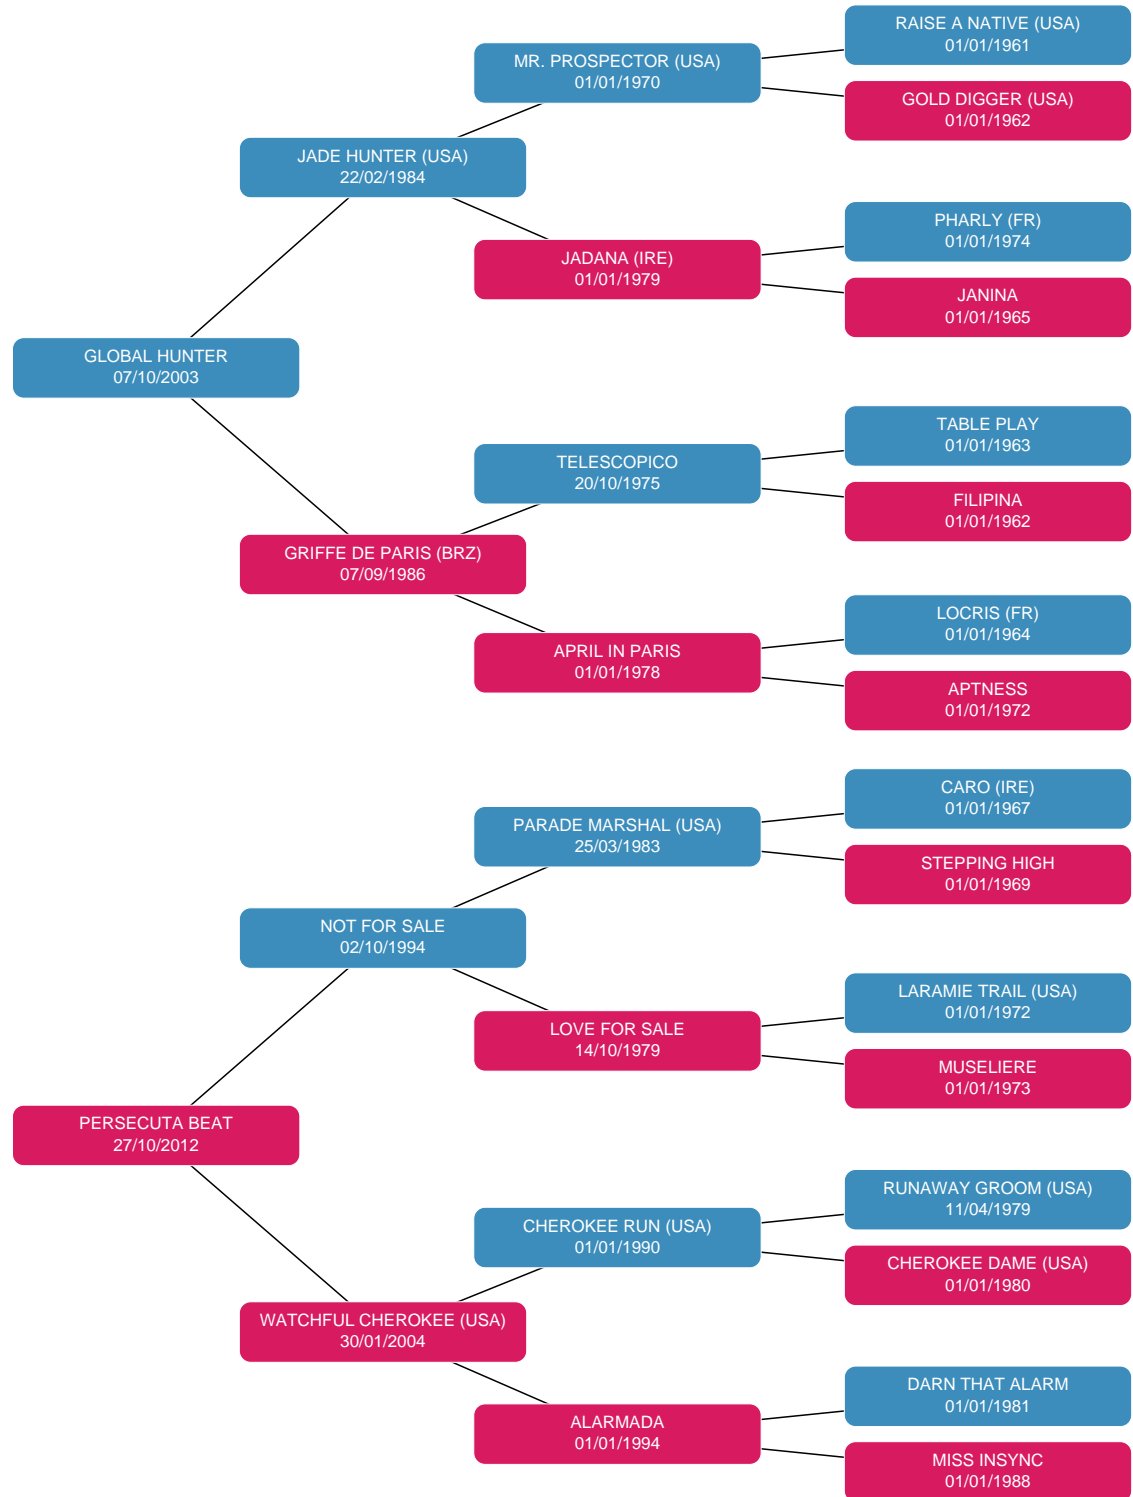 RAISE A NATIVE (USA)
01/01/1961
MR. PROSPECTOR (USA)
01/01/1970
GOLD DIGGER (USA)
01/01/1962
JADE HUNTER (USA)
22/02/1984
PHARLY (FR)
01/01/1974
JADANA (IRE)
01/01/1979
JANINA
01/01/1965
GLOBAL HUNTER
07/10/2003
TABLE PLAY
01/01/1963
TELESCOPICO
20/10/1975
FILIPINA
01/01/1962
GRIFFE DE PARIS (BRZ)
07/09/1986
LOCRIS (FR)
01/01/1964
APRIL IN PARIS
01/01/1978
APTNESS
01/01/1972
CARO (IRE)
01/01/1967
PARADE MARSHAL (USA)
25/03/1983
STEPPING HIGH
01/01/1969
NOT FOR SALE
02/10/1994
LARAMIE TRAIL (USA)
01/01/1972
LOVE FOR SALE
14/10/1979
MUSELIERE
01/01/1973
PERSECUTA BEAT
27/10/2012
RUNAWAY GROOM (USA)
11/04/1979
CHEROKEE RUN (USA)
01/01/1990
CHEROKEE DAME (USA)
01/01/1980
WATCHFUL CHEROKEE (USA)
30/01/2004
DARN THAT ALARM
01/01/1981
ALARMADA
01/01/1994
MISS INSYNC
01/01/1988